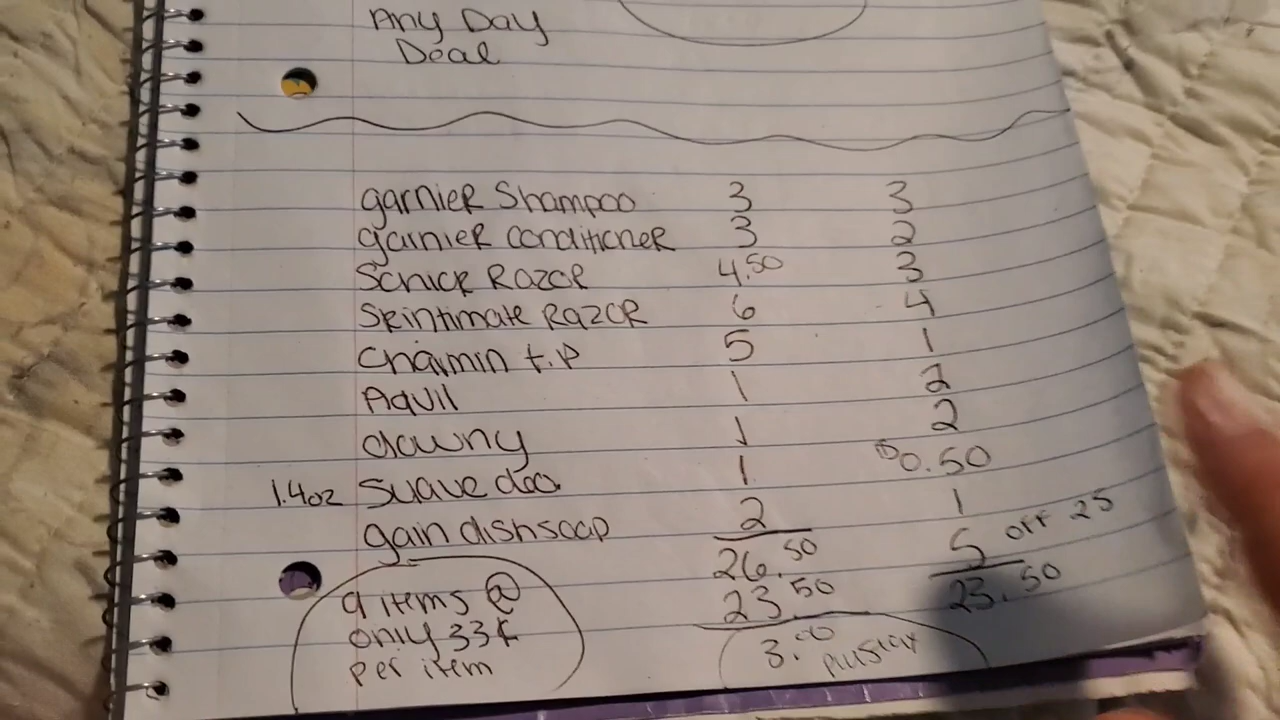 Any Day
Deal
garnier Shampoo 3 3
garnier conditioner 3 2
Schick Razor 4.50 3
Skintimate Razor 6 4
Charmin t.p 5 1
Advil 1 2
downy 1 2
1.4oz Suave deo. 1 $0.50
gain dishsoap 2 1
5 off 25
26.50
23.50 23.50
9 items @
only 33¢
per item
3.00 plus tax